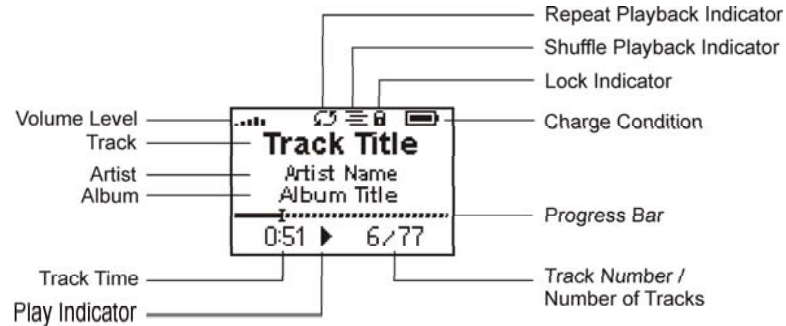 Repeat Playback Indicator
Shuffle Playback Indicator
Lock Indicator
Volume Level
Charge Condition
Track
Track Title
Artist
Artist Name
Album
Album Title
Progress Bar
0:51
6/77
Track Time
Track Number /
Number of Tracks
Play Indicator